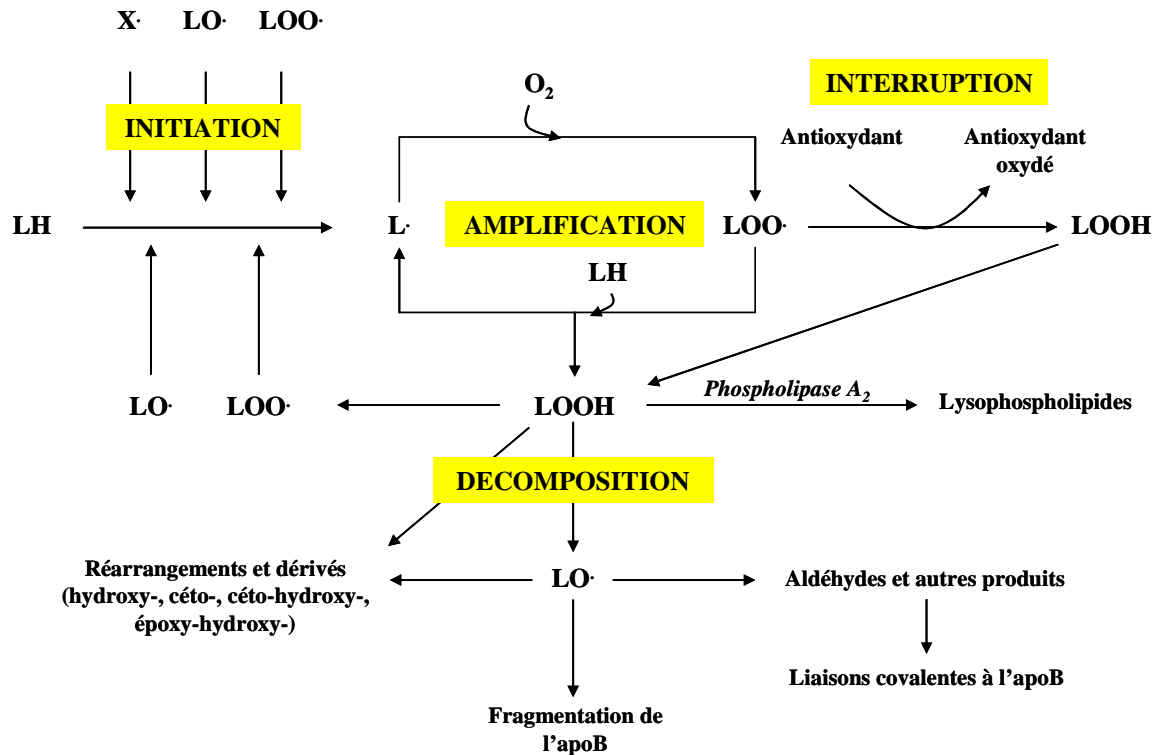 X· LO· LOO·
INITIATION
O₂
INTERRUPTION
Antioxydant
Antioxydant
oxydé
LH
L·
AMPLIFICATION
LOO·
LOOH
LH
LO· LOO·
LOOH
Phospholipase A₂
Lysophospholipides
DECOMPOSITION
Réarrangements et dérivés
(hydroxy-, céto-, céto-hydroxy-,
époxy-hydroxy-)
LO·
Aldéhydes et autres produits
Liaisons covalentes à l'apoB
Fragmentation de
l'apoB